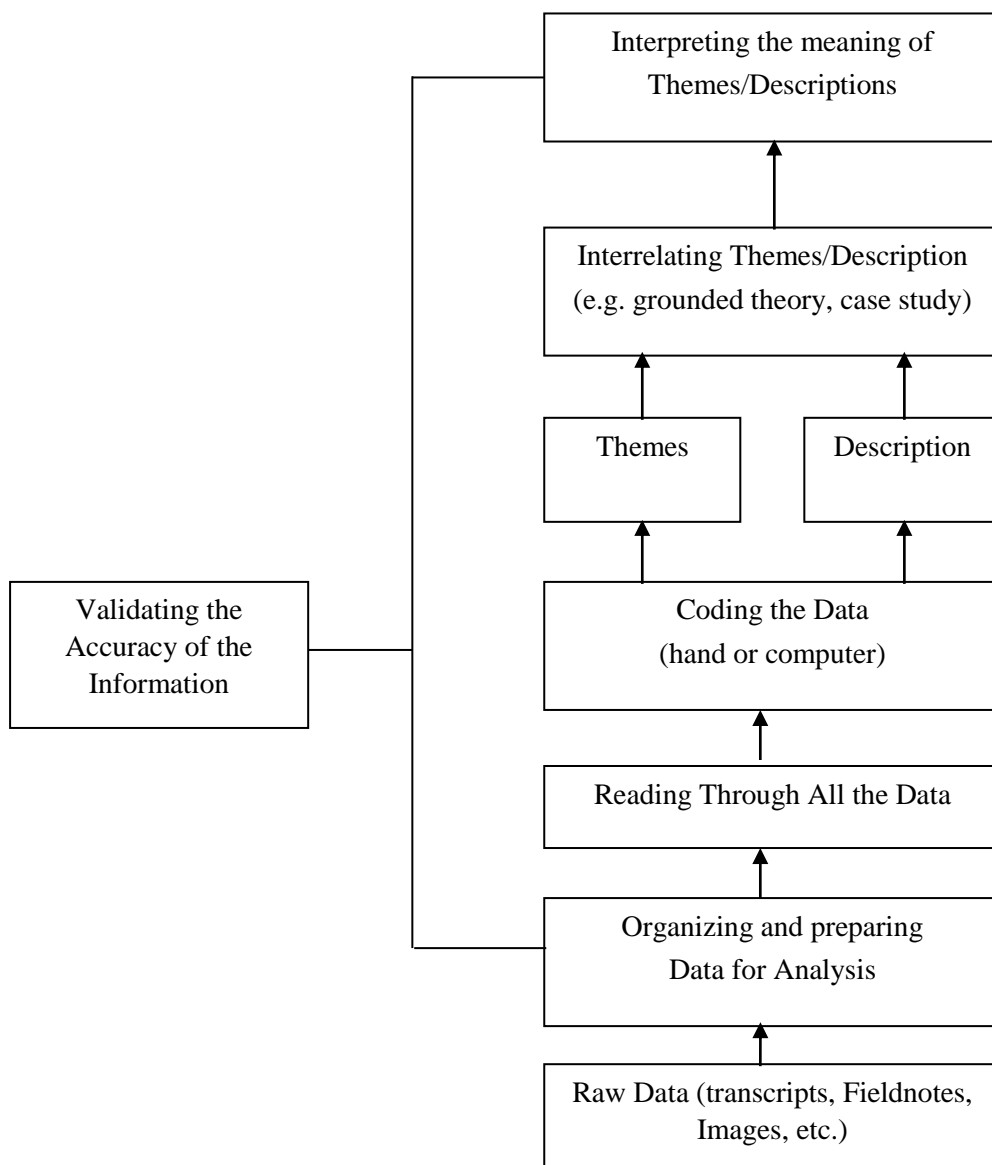 Interpreting the meaning of
Themes/Descriptions
Interrelating Themes/Description
(e.g. grounded theory, case study)
Themes
Description
Validating the
Accuracy of the
Information
Coding the Data
(hand or computer)
Reading Through All the Data
Organizing and preparing
Data for Analysis
Raw Data (transcripts, Fieldnotes,
Images, etc.)